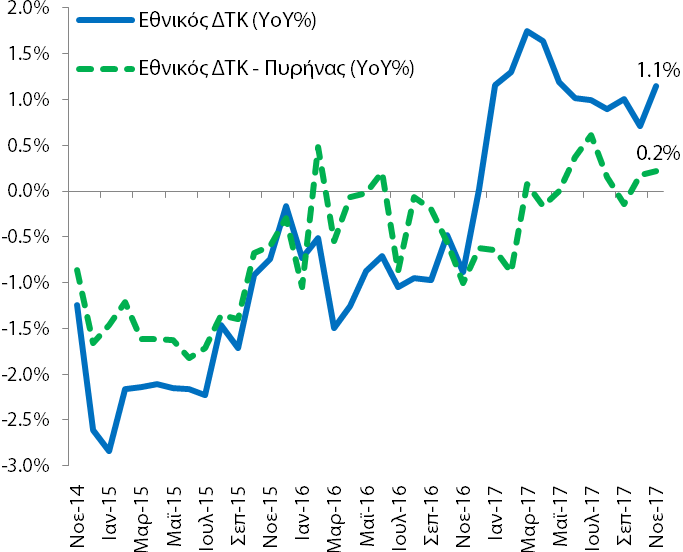 2.0%
1.5%
1.0%
0.5%
0.0%
-0.5%
-1.0%
-1.5%
-2.0%
-2.5%
-3.0%
Εθνικός ΔΤΚ (YoY%)
Εθνικός ΔΤΚ - Πυρήνας (YoY%)
1.1%
0.2%
Νοε-14
Ιαν-15
Μαρ-15
Μαϊ-15
Ιουλ-15
Σεπ-15
Νοε-15
Ιαν-16
Μαρ-16
Μαϊ-16
Ιουλ-16
Σεπ-16
Νοε-16
Ιαν-17
Μαρ-17
Μαϊ-17
Ιουλ-17
Σεπ-17
Νοε-17